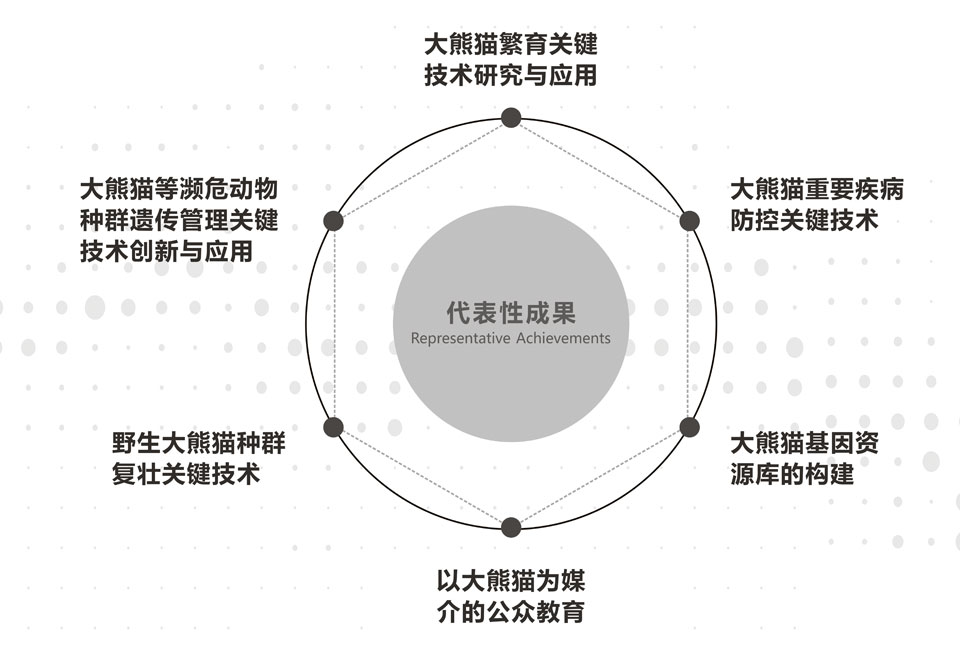 大熊猫繁育关键
技术研究与应用
大熊猫等濒危动物
种群遗传管理关键
技术创新与应用
大熊猫重要疾病
防控关键技术
代表性成果
Representative Achievements
野生大熊猫种群
复壮关键技术
大熊猫基因资
源库的构建
以大熊猫为媒
介的公众教育